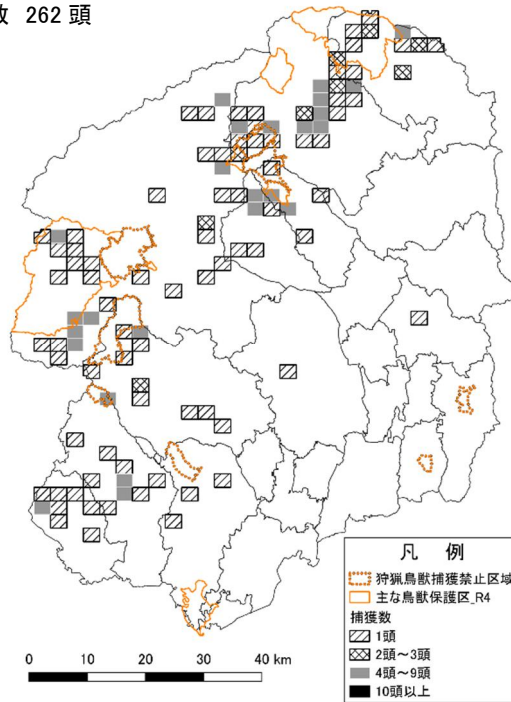 数 262 頭
凡 例
狩猟鳥獣捕獲禁止区域
主な鳥獣保護区_R4
捕獲数
1頭
2頭～3頭
4頭～9頭
10頭以上
0 10 20 30 40 km